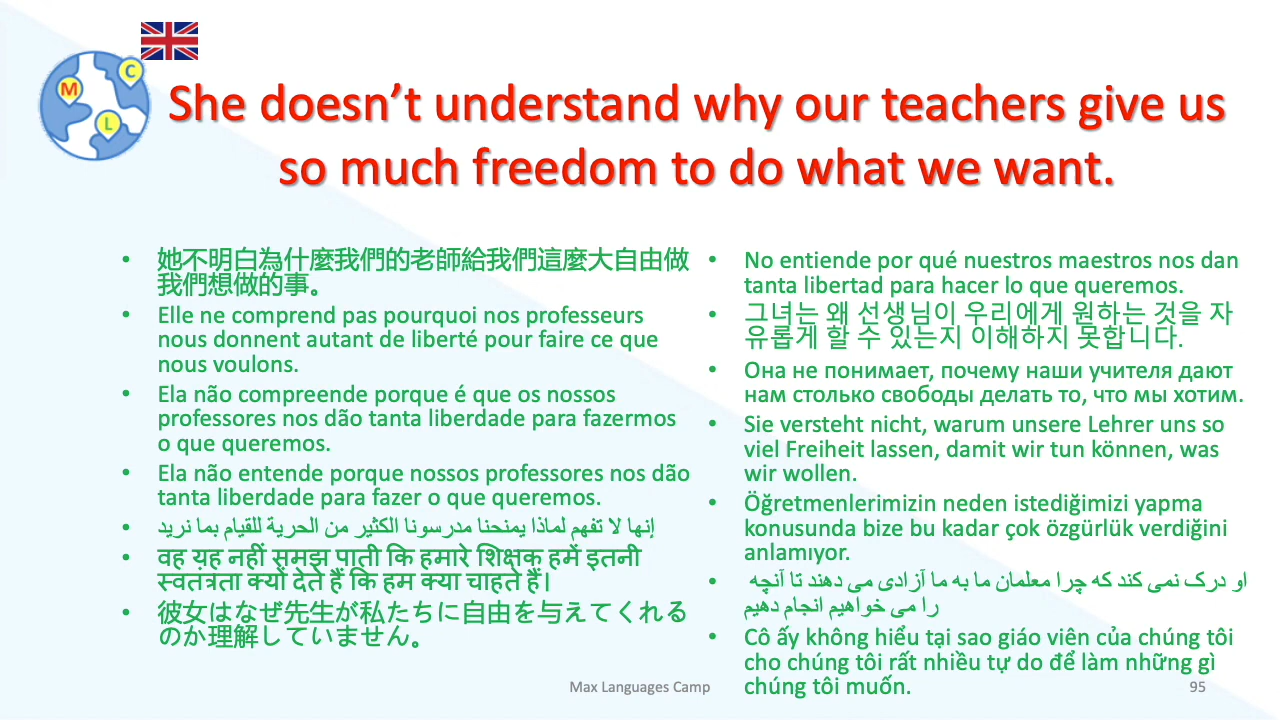 She doesn’t understand why our teachers give us
so much freedom to do what we want.
M
C
L
• 她不明白為什麼我們的老師給我們這麼大自由做
我們想做的事。
• Elle ne comprend pas pourquoi nos professeurs
nous donnent autant de liberté pour faire ce que
nous voulons.
• Ela não compreende porque é que os nossos
professores nos dão tanta liberdade para fazermos
o que queremos.
• Ela não entende porque nossos professores nos dão
tanta liberdade para fazer o que queremos.
• إنها لا تفهم لماذا يمنحنا مدرسونا الكثير من الحرية للقيام بما نريد
• वह यह नहीं समझ पाती कि हमारे शिक्षक हमें इतनी
स्वतंत्रता क्यों देते हैं कि हम क्या चाहते हैं।
• 彼女はなぜ先生が私たちに自由を与えてくれる
のか理解していません。
• No entiende por qué nuestros maestros nos dan
tanta libertad para hacer lo que queremos.
• 그녀는 왜 선생님이 우리에게 원하는 것을 자
유롭게 할 수 있는지 이해하지 못합니다.
• Она не понимает, почему наши учителя дают
нам столько свободы делать то, что мы хотим.
• Sie versteht nicht, warum unsere Lehrer uns so
viel Freiheit lassen, damit wir tun können, was
wir wollen.
• Öğretmenlerimizin neden istediğimizi yapma
konusunda bize bu kadar çok özgürlük verdiğini
anlamıyor.
• او درک نمی کند که چرا معلمان ما به ما آزادی می دهند تا آنچه
را می خواهیم انجام دهیم
• Cô ấy không hiểu tại sao giáo viên của chúng tôi
cho chúng tôi rất nhiều tự do để làm những gì
chúng tôi muốn.
Max Languages Camp
95